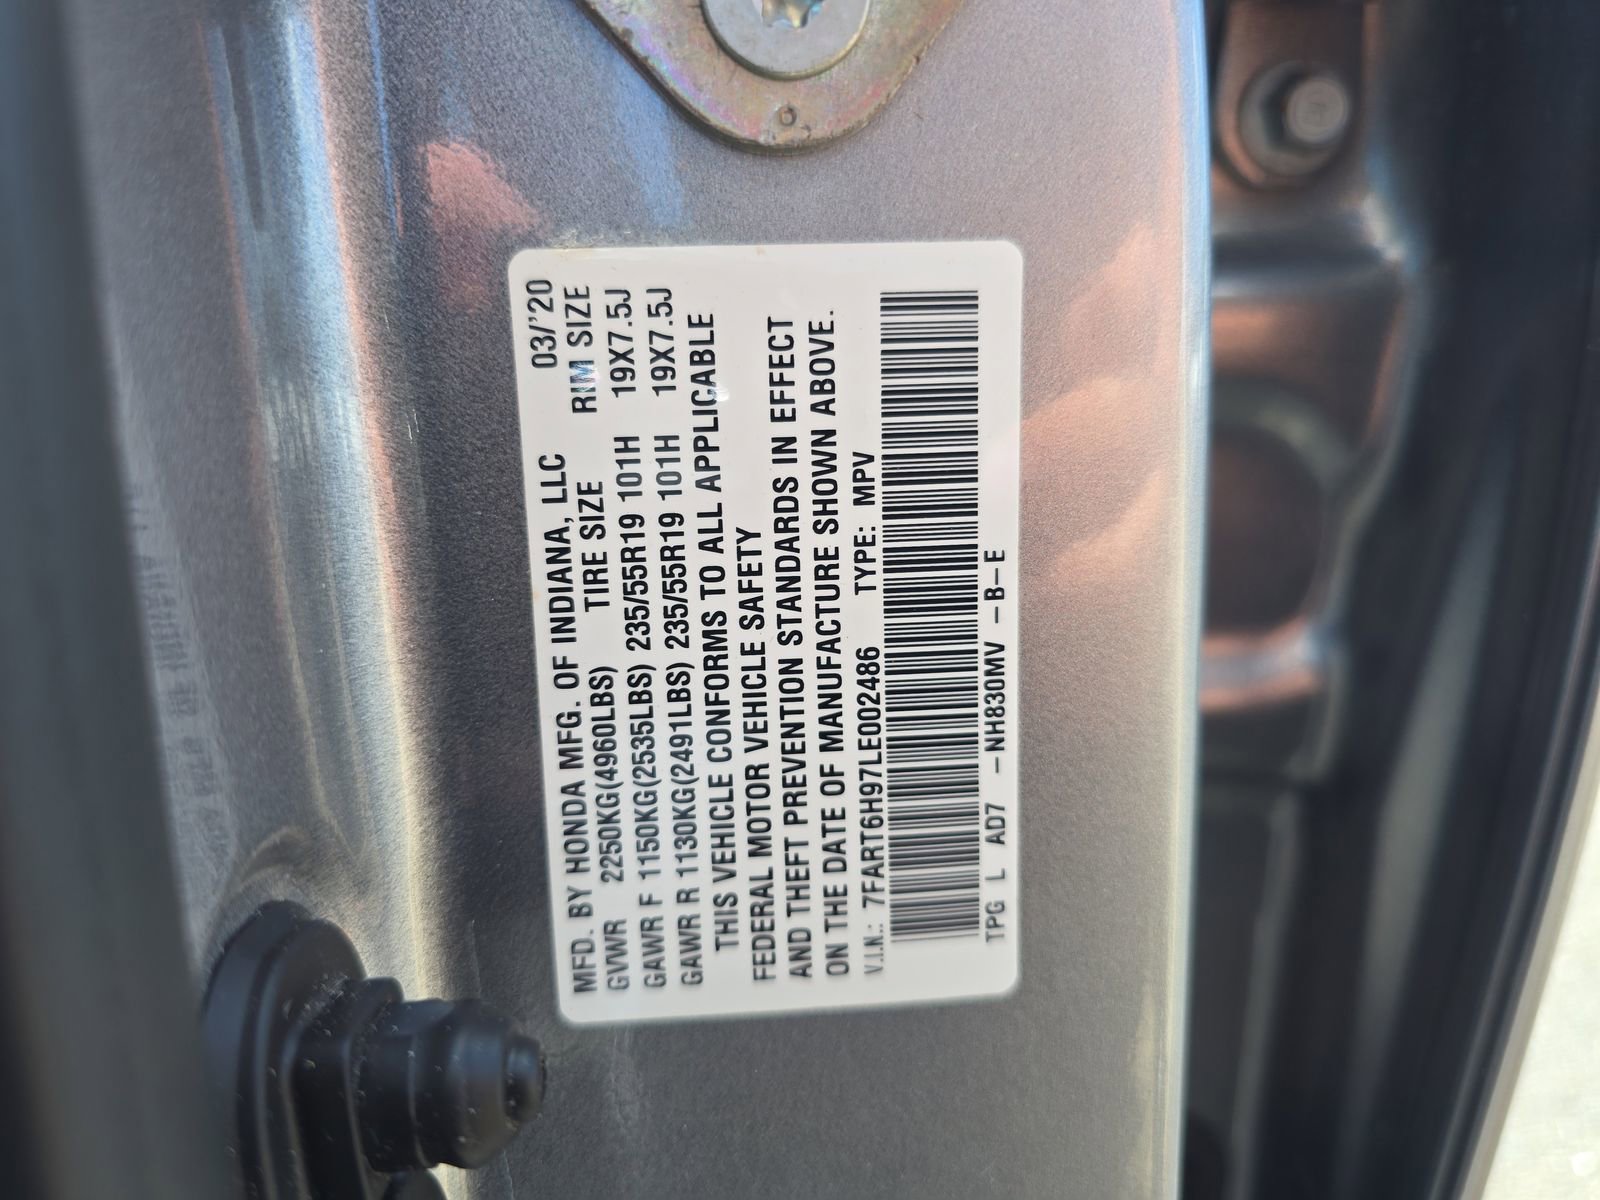 MFD. BY HONDA MFG. OF INDIANA, LLC 03/'20
GVWR 2250KG(4960LBS) TIRE SIZE RIM SIZE
GAWR F 1150KG(2535LBS) 235/55R19 101H 19X7.5J
GAWR R 1130KG(2491LBS) 235/55R19 101H 19X7.5J
THIS VEHICLE CONFORMS TO ALL APPLICABLE
FEDERAL MOTOR VEHICLE SAFETY
AND THEFT PREVENTION STANDARDS IN EFFECT
ON THE DATE OF MANUFACTURE SHOWN ABOVE.
V.I.N.: 7FART6H97LE002486 TYPE: MPV
TPG L AD7 -NH830MV -B-E